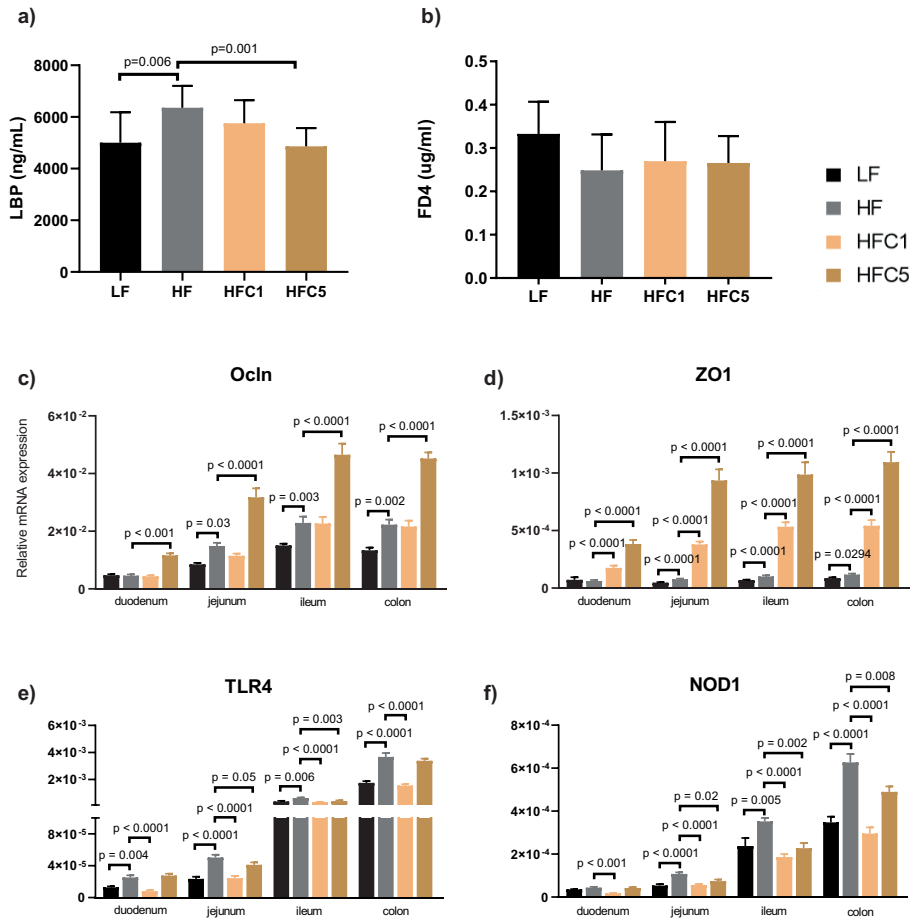 a)
p=0.006
p=0.001
LBP (ng/mL)
8000
6000
4000
2000
0
LF HF HFC1 HFC5
b)
FD4 (ug/ml)
0.5
0.4
0.3
0.2
0.1
0.0
LF HF HFC1 HFC5
LF
HF
HFC1
HFC5
c)
Ocln
Relative mRNA expression
6×10-2
4×10-2
2×10-2
0
p < 0.001
p = 0.03
p < 0.0001
p = 0.003
p < 0.0001
p = 0.002
p < 0.0001
duodenum jejunum ileum colon
d)
ZO1
1.5×10-3
1×10-3
5×10-4
0
p < 0.0001
p < 0.0001
p < 0.0001
p < 0.0001
p < 0.0001
p < 0.0001
p < 0.0001
p < 0.0001
p = 0.0294
p < 0.0001
p < 0.0001
duodenum jejunum ileum colon
e)
TLR4
6×10-3
4×10-3
2×10-3
8×10-5
4×10-5
0
p = 0.004
p < 0.0001
p < 0.0001
p < 0.0001
p = 0.05
p = 0.006
p < 0.0001
p = 0.003
p < 0.0001
p < 0.0001
duodenum jejunum ileum colon
f)
NOD1
8×10-4
6×10-4
4×10-4
2×10-4
0
p < 0.001
p < 0.0001
p < 0.0001
p = 0.02
p = 0.005
p < 0.0001
p = 0.002
p < 0.0001
p < 0.0001
p = 0.008
duodenum jejunum ileum colon